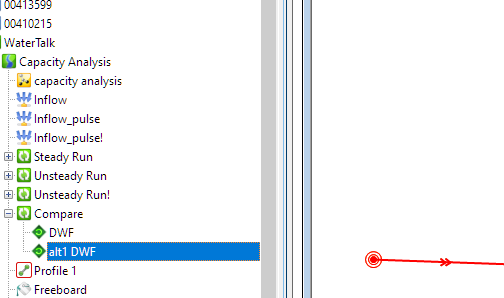 00413599
00410215
WaterTalk
Capacity Analysis
capacity analysis
Inflow
Inflow_pulse
Inflow_pulse!
Steady Run
Unsteady Run
Unsteady Run!
Compare
DWF
alt1 DWF
Profile 1
Freeboard